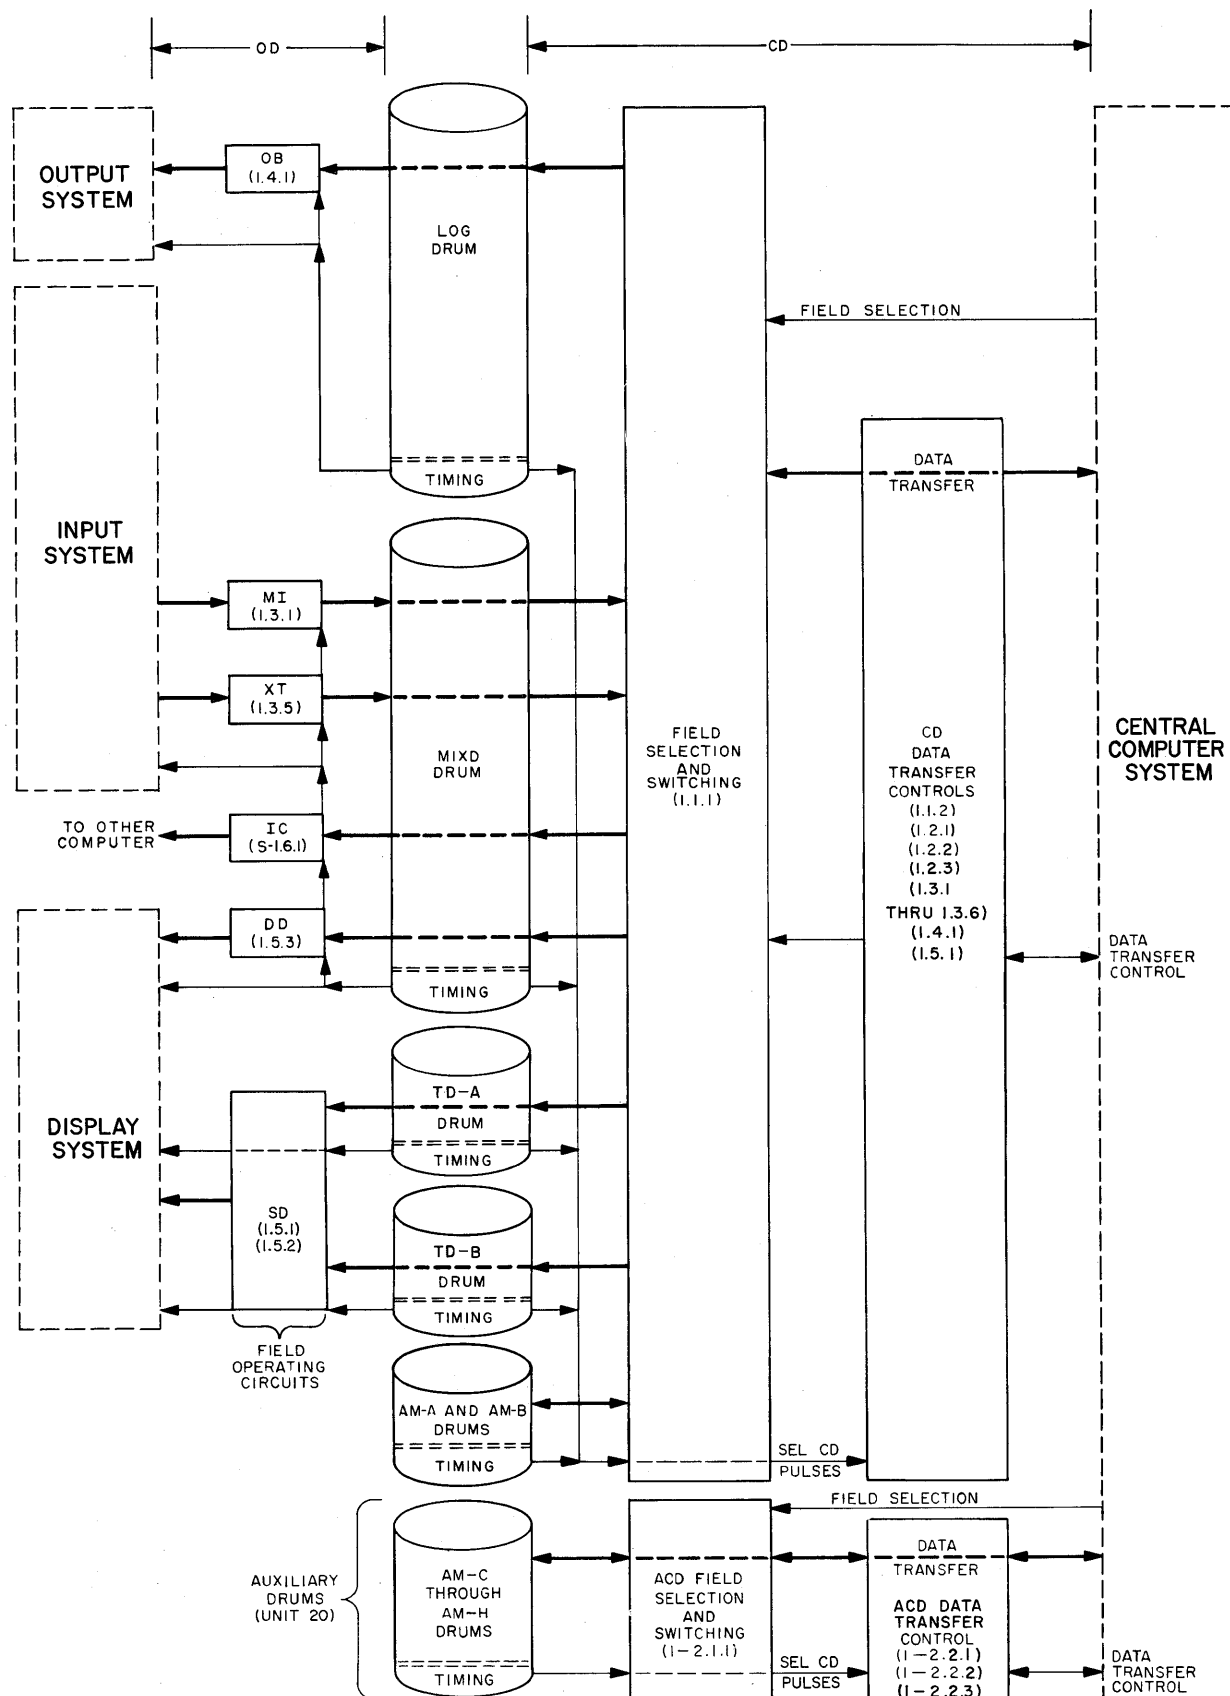 OD
CD
OUTPUT
SYSTEM
OB
(1.4.1)
LOG
DRUM
TIMING
FIELD SELECTION
DATA
TRANSFER
INPUT
SYSTEM
MI
(1.3.1)
XT
(1.3.5)
MIXD
DRUM
TO OTHER
COMPUTER
IC
(S-1.6.1)
DD
(1.5.3)
TIMING
FIELD
SELECTION
AND
SWITCHING
(1.1.1)
CD
DATA
TRANSFER
CONTROLS
(1.1.2)
(1.2.1)
(1.2.2)
(1.2.3)
(1.3.1
THRU 1.3.6)
(1.4.1)
(1.5.1)
CENTRAL
COMPUTER
SYSTEM
DATA
TRANSFER
CONTROL
DISPLAY
SYSTEM
TD-A
DRUM
TIMING
SD
(1.5.1)
(1.5.2)
TD-B
DRUM
TIMING
FIELD
OPERATING
CIRCUITS
AM-A AND AM-B
DRUMS
TIMING
SEL CD
PULSES
FIELD SELECTION
AUXILIARY
DRUMS
(UNIT 20)
AM-C
THROUGH
AM-H
DRUMS
TIMING
ACD FIELD
SELECTION
AND
SWITCHING
(1-2.1.1)
SEL CD
PULSES
DATA
TRANSFER
ACD DATA
TRANSFER
CONTROL
(1-2.2.1)
(1-2.2.2)
(1-2.2.3)
DATA
TRANSFER
CONTROL